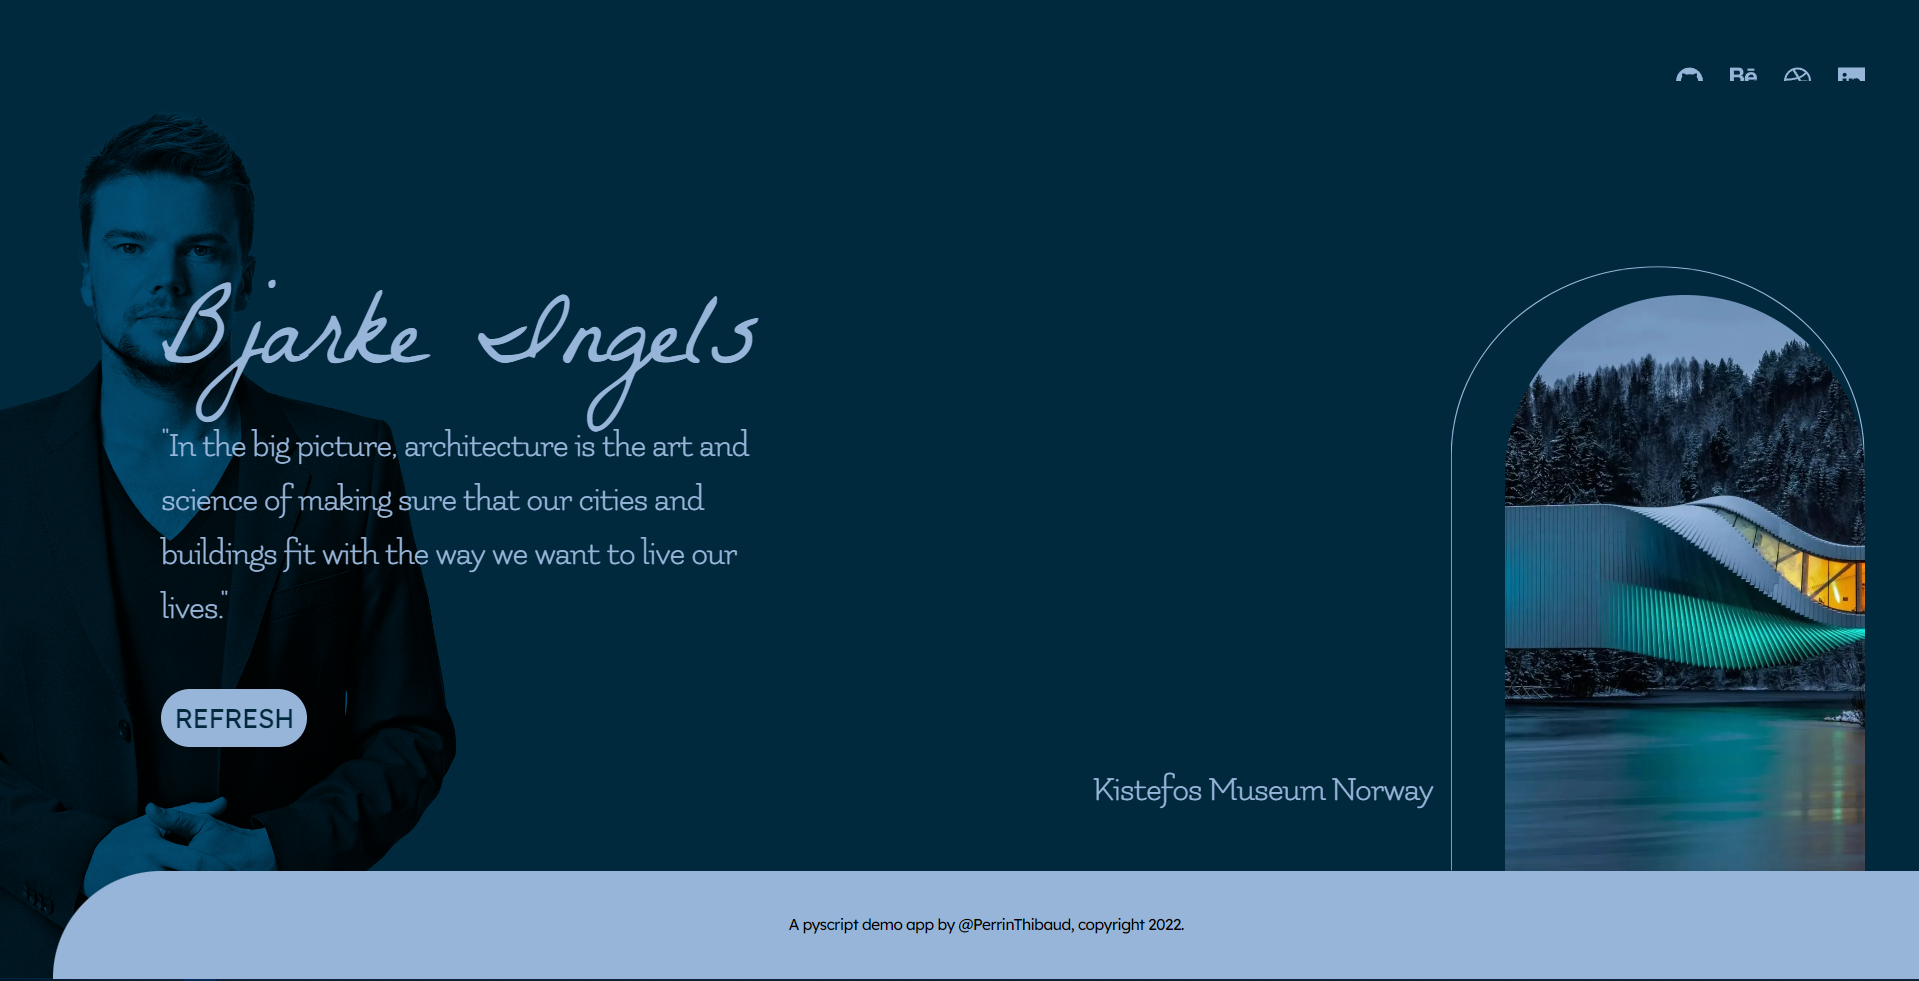 Bē
in
Bjarke Ingels
"In the big picture, architecture is the art and
science of making sure that our cities and
buildings fit with the way we want to live our
lives."
REFRESH
Kistefos Museum Norway
A pyscript demo app by @PerrinThibaud, copyright 2022.